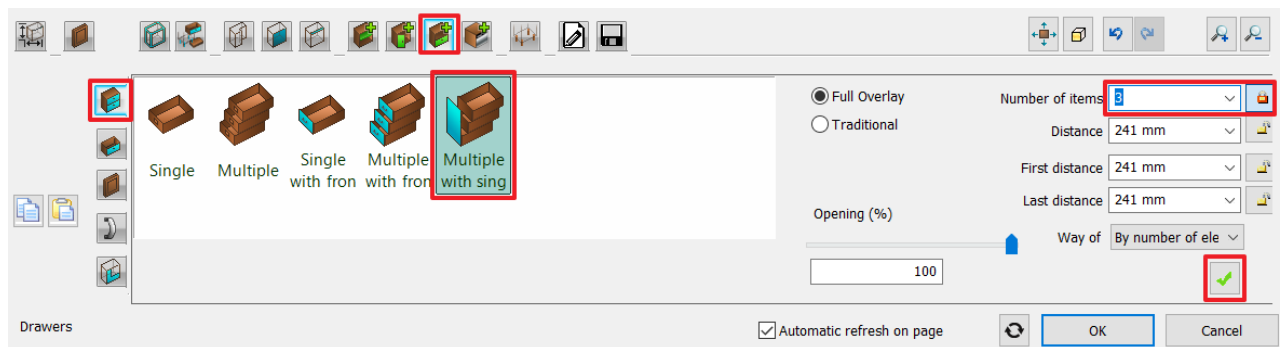 Full Overlay
Number of items 3
Traditional
Distance 241 mm
Single
Multiple
Single
with fron
Multiple
with fron
Multiple
with sing
First distance 241 mm
Last distance 241 mm
Opening (%)
Way of By number of ele
100
Drawers
Automatic refresh on page
OK
Cancel